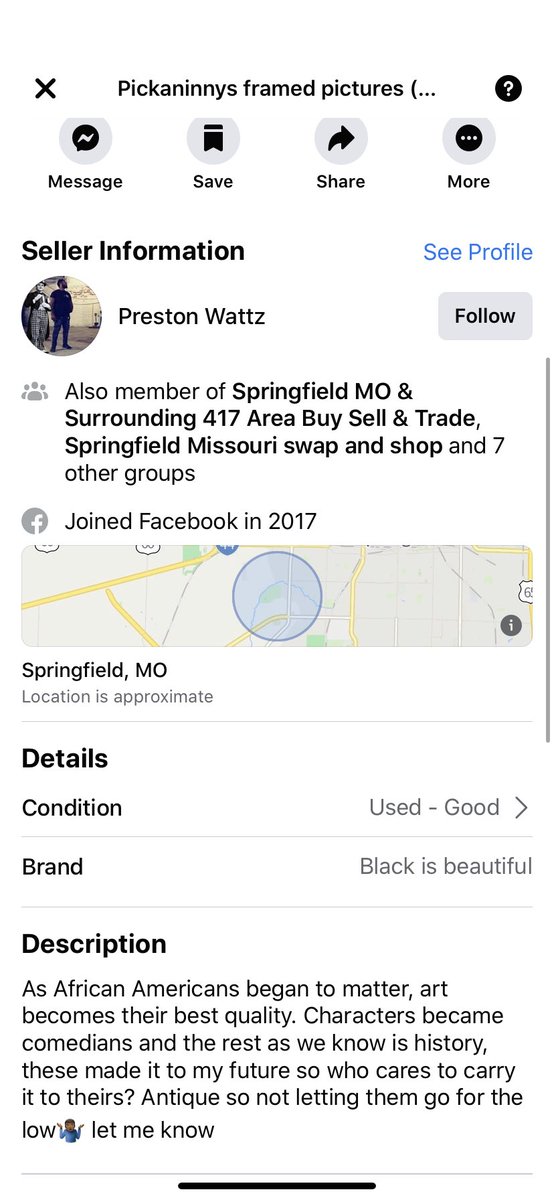 Pickaninnys framed pictures (...
Message
Save
Share
More
Seller Information
See Profile
Preston Wattz
Follow
Also member of Springfield MO &
Surrounding 417 Area Buy Sell & Trade,
Springfield Missouri swap and shop and 7
other groups
Joined Facebook in 2017
Springfield, MO
Location is approximate
Details
Condition
Used - Good
Brand
Black is beautiful
Description
As African Americans began to matter, art
becomes their best quality. Characters became
comedians and the rest as we know is history,
these made it to my future so who cares to carry
it to theirs? Antique so not letting them go for the
low🤷🏾‍♂️ let me know